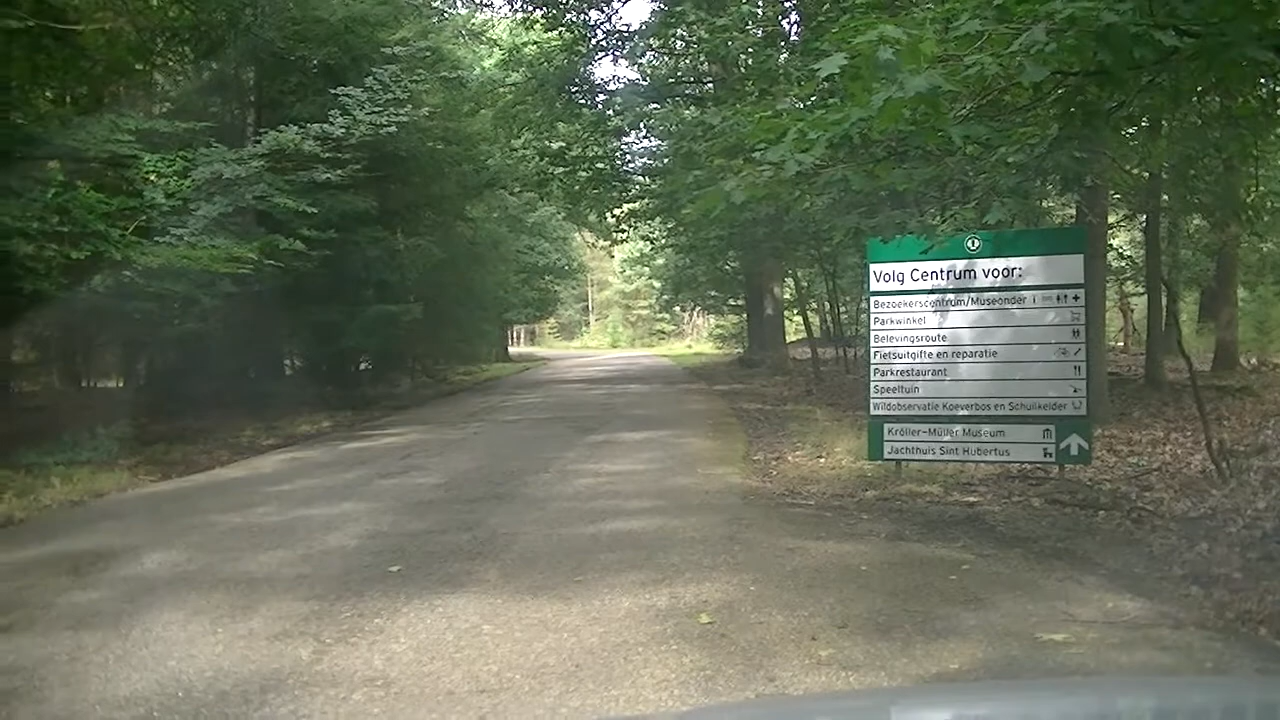 Volg Centrum voor:
Bezoekerscentrum/Museonder i
Parkwinkel
Belevingsroute
Fietsuitgifte en reparatie
Parkrestaurant
Speeltuin
Wildobservatie Koeverbos en Schuilkelder
Kröller-Müller Museum
Jachthuis Sint Hubertus